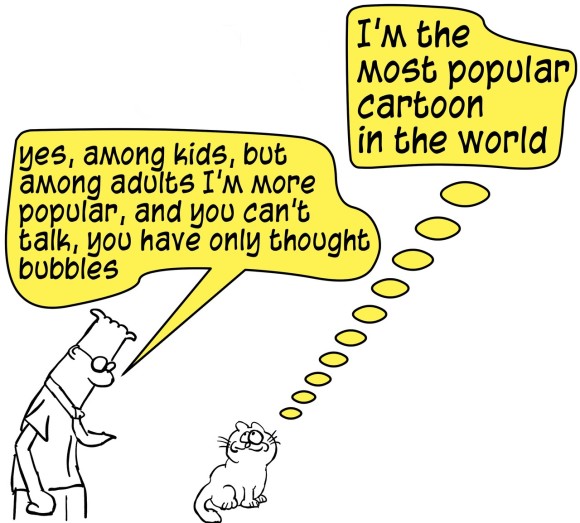 I'm the
most popular
cartoon
in the world
yes, among kids, but
among adults I'm more
popular, and you can't
talk, you have only thought
bubbles